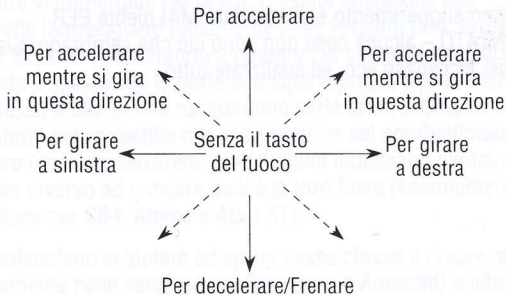 Per accelerare
Per accelerare
mentre si gira
in questa direzione
Per accelerare
mentre si gira
in questa direzione
Per girare
a sinistra
Senza il tasto
del fuoco
Per girare
a destra
Per decelerare/Frenare